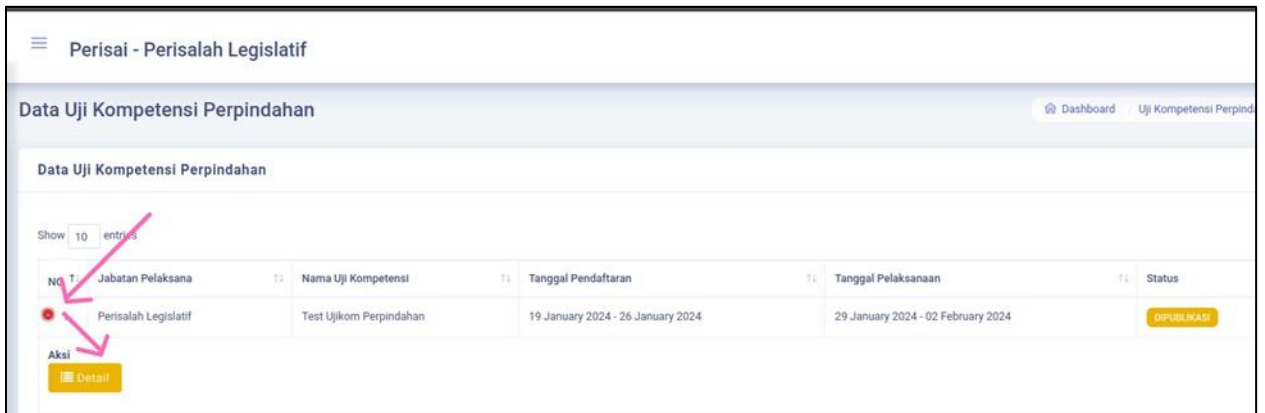 Perisai - Perisalah Legislatif
Data Uji Kompetensi Perpindahan
Dashboard / Uji Kompetensi
Data Uji Kompetensi Perpindahan
Show 10 entries
NO Jabatan Pelaksana Nama Uji Kompetensi Tanggal Pendaftaran Tanggal Pelaksanaan Status
Perisalah Legislatif Test Ujikom Perpindahan 19 January 2024 - 26 January 2024 29 January 2024 - 02 February 2024 DIPUBLIKASI
Aksi
Detail